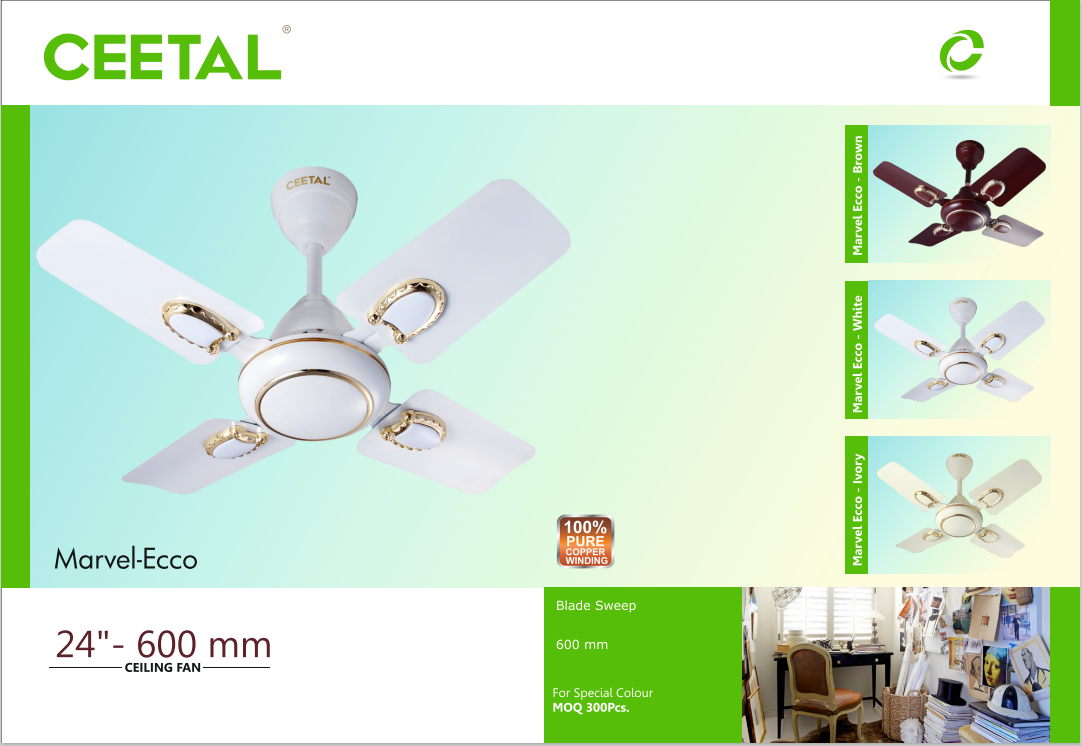 CEETAL ®
CEETAL
Marvel Ecco - Brown
Marvel Ecco - White
Marvel Ecco - Ivory
100%
PURE
COPPER
WINDING
Marvel-Ecco
24"- 600 mm
CEILING FAN
Blade Sweep
600 mm
For Special Colour
MOQ 300Pcs.